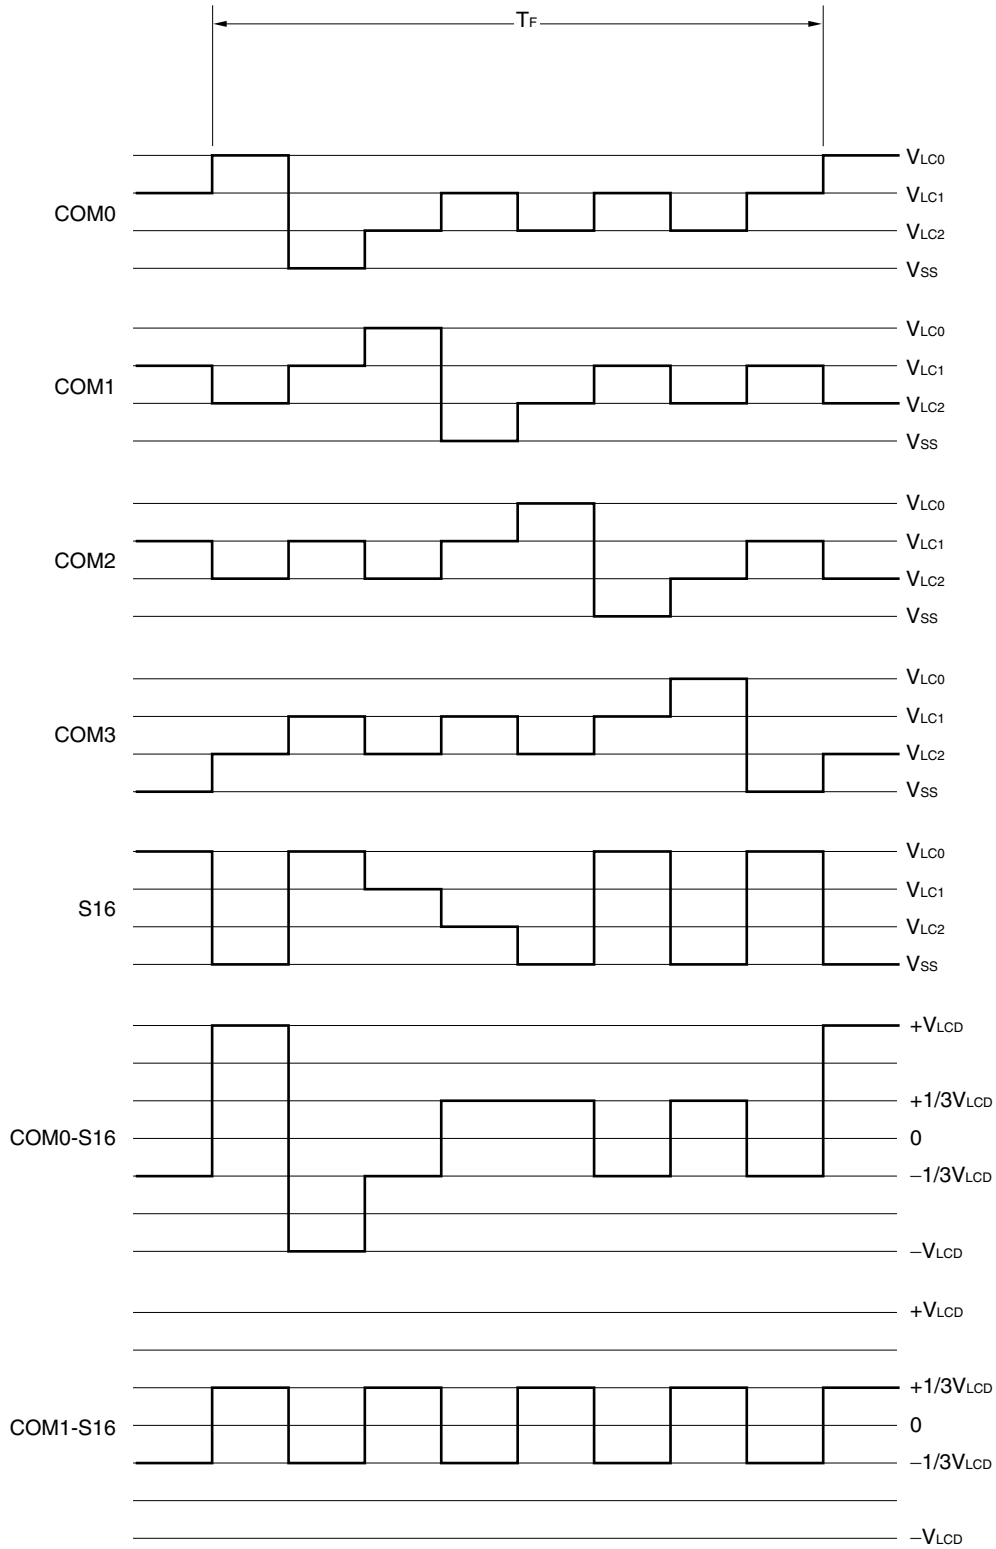 TF
VLC0
VLC1
COM0
VLC2
VSS
VLC0
VLC1
COM1
VLC2
VSS
VLC0
VLC1
COM2
VLC2
VSS
VLC0
VLC1
COM3
VLC2
VSS
VLC0
VLC1
S16
VLC2
VSS
+VLCD
+1/3VLCD
COM0-S16
0
−1/3VLCD
−VLCD
+VLCD
+1/3VLCD
COM1-S16
0
−1/3VLCD
−VLCD